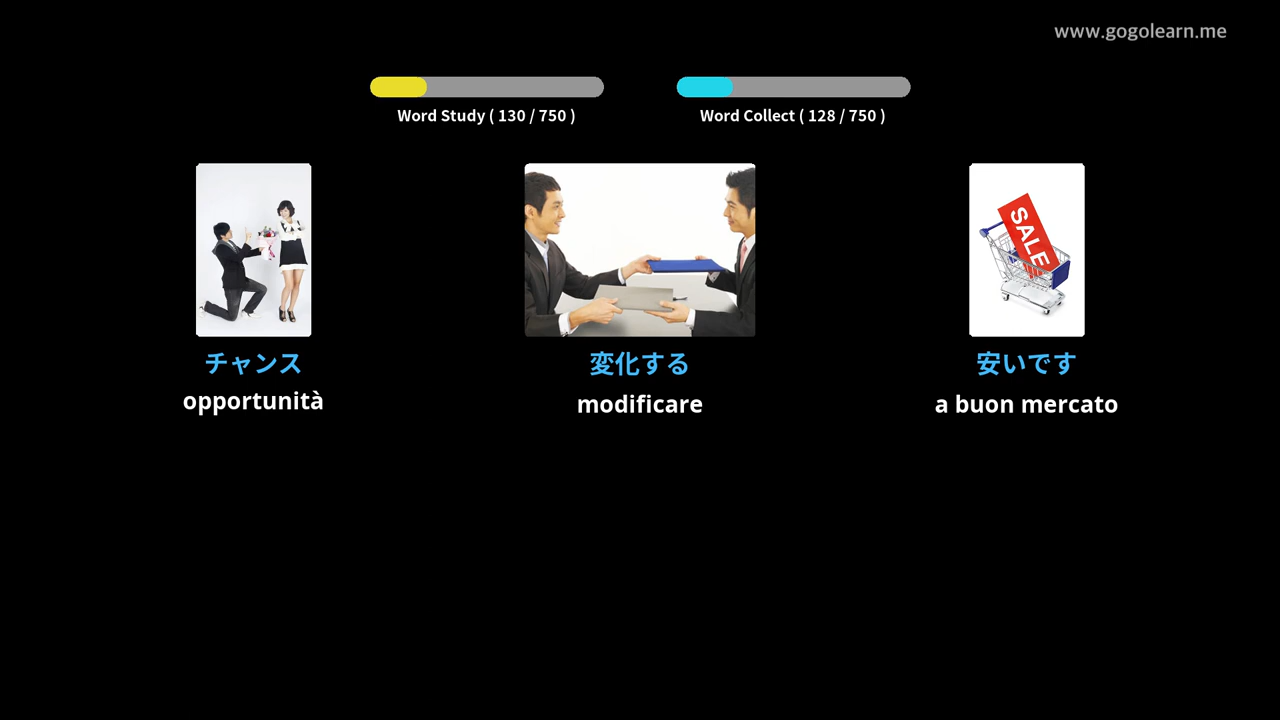 www.gogolearn.me
Word Study ( 130 / 750 )
Word Collect ( 128 / 750 )
SALE
チャンス
変化する
安いです
opportunità
modificare
a buon mercato